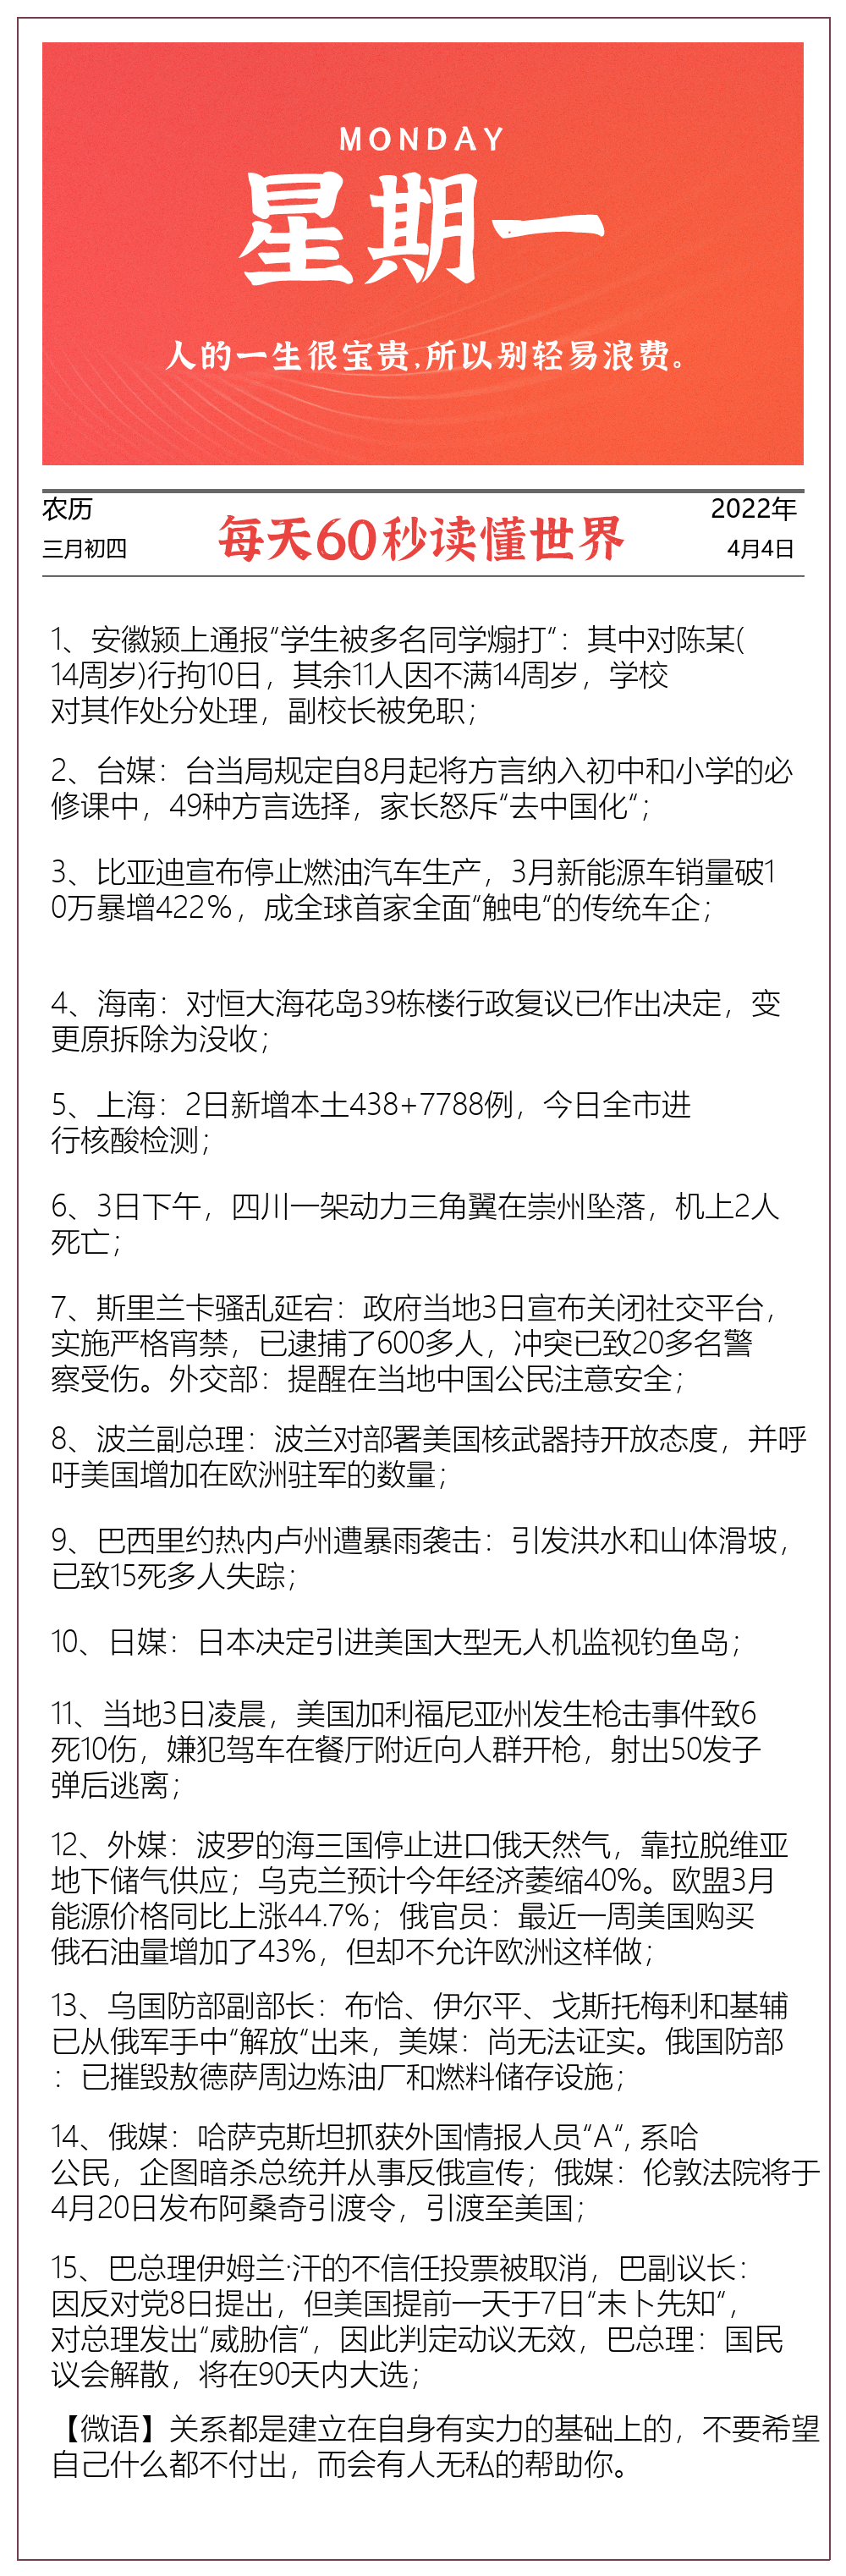 MONDAY
星期一
人的一生很宝贵,所以别轻易浪费。
农历
三月初四
每天60秒读懂世界
2022年
4月4日
1、安徽颍上通报“学生被多名同学煽打“：其中对陈某(
14周岁)行拘10日，其余11人因不满14周岁，学校
对其作处分处理，副校长被免职；
2、台媒：台当局规定自8月起将方言纳入初中和小学的必
修课中，49种方言选择，家长怒斥“去中国化“；
3、比亚迪宣布停止燃油汽车生产，3月新能源车销量破1
0万暴增422％，成全球首家全面“触电“的传统车企；
4、海南：对恒大海花岛39栋楼行政复议已作出决定，变
更原拆除为没收；
5、上海：2日新增本土438+7788例，今日全市进
行核酸检测；
6、3日下午，四川一架动力三角翼在崇州坠落，机上2人
死亡；
7、斯里兰卡骚乱延宕：政府当地3日宣布关闭社交平台，
实施严格宵禁，已逮捕了600多人，冲突已致20多名警
察受伤。外交部：提醒在当地中国公民注意安全；
8、波兰副总理：波兰对部署美国核武器持开放态度，并呼
吁美国增加在欧洲驻军的数量；
9、巴西里约热内卢州遭暴雨袭击：引发洪水和山体滑坡，
已致15死多人失踪；
10、日媒：日本决定引进美国大型无人机监视钓鱼岛；
11、当地3日凌晨，美国加利福尼亚州发生枪击事件致6
死10伤，嫌犯驾车在餐厅附近向人群开枪，射出50发子
弹后逃离；
12、外媒：波罗的海三国停止进口俄天然气，靠拉脱维亚
地下储气供应；乌克兰预计今年经济萎缩40%。欧盟3月
能源价格同比上涨44.7%；俄官员：最近一周美国购买
俄石油量增加了43%，但却不允许欧洲这样做；
13、乌国防部副部长：布恰、伊尔平、戈斯托梅利和基辅
已从俄军手中“解放“出来，美媒：尚无法证实。俄国防部
：已摧毁敖德萨周边炼油厂和燃料储存设施；
14、俄媒：哈萨克斯坦抓获外国情报人员“A“, 系哈
公民，企图暗杀总统并从事反俄宣传；俄媒：伦敦法院将于
4月20日发布阿桑奇引渡令，引渡至美国；
15、巴总理伊姆兰·汗的不信任投票被取消，巴副议长：
因反对党8日提出，但美国提前一天于7日“未卜先知“，
对总理发出“威胁信“，因此判定动议无效，巴总理：国民
议会解散，将在90天内大选；
【微语】关系都是建立在自身有实力的基础上的，不要希望
自己什么都不付出，而会有人无私的帮助你。